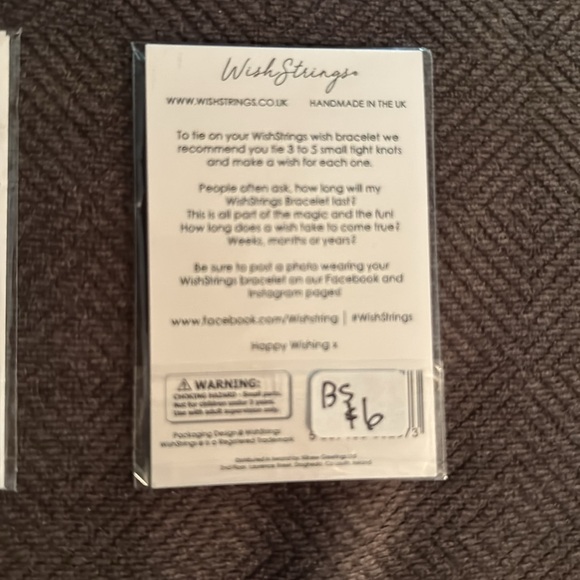 WishStrings®
WWW.WISHSTRINGS.CO.UK HANDMADE IN THE UK
To tie on your WishStrings wish bracelet we
recommend you tie 3 to 5 small tight knots
and make a wish for each one.
People often ask, how long will my
WishStrings Bracelet last?
This is all part of the magic and the fun!
How long does a wish take to come true?
Weeks, months or years?
Be sure to post a photo wearing your
WishStrings bracelet on our Facebook and
Instagram pages!
www.facebook.com/Wishstring | #WishStrings
Happy Wishing x
⚠ WARNING:
CHOKING HAZARD - Small parts.
Not for children under 3 years.
Use with adult supervision only.
BS
$6
Packaging Design © WishStrings
WishStrings ® is a Registered Trademark